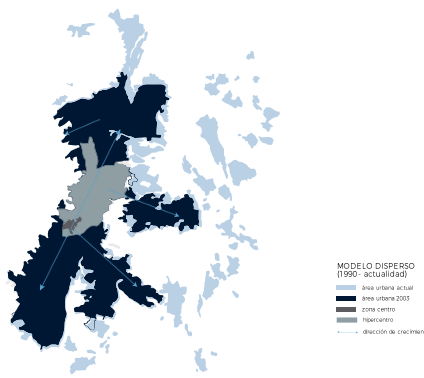 MODELO DISPERSO
(1990- actualidad)
área urbana actual
área urbana 2003
zona centro
hipercentro
dirección de crecimien